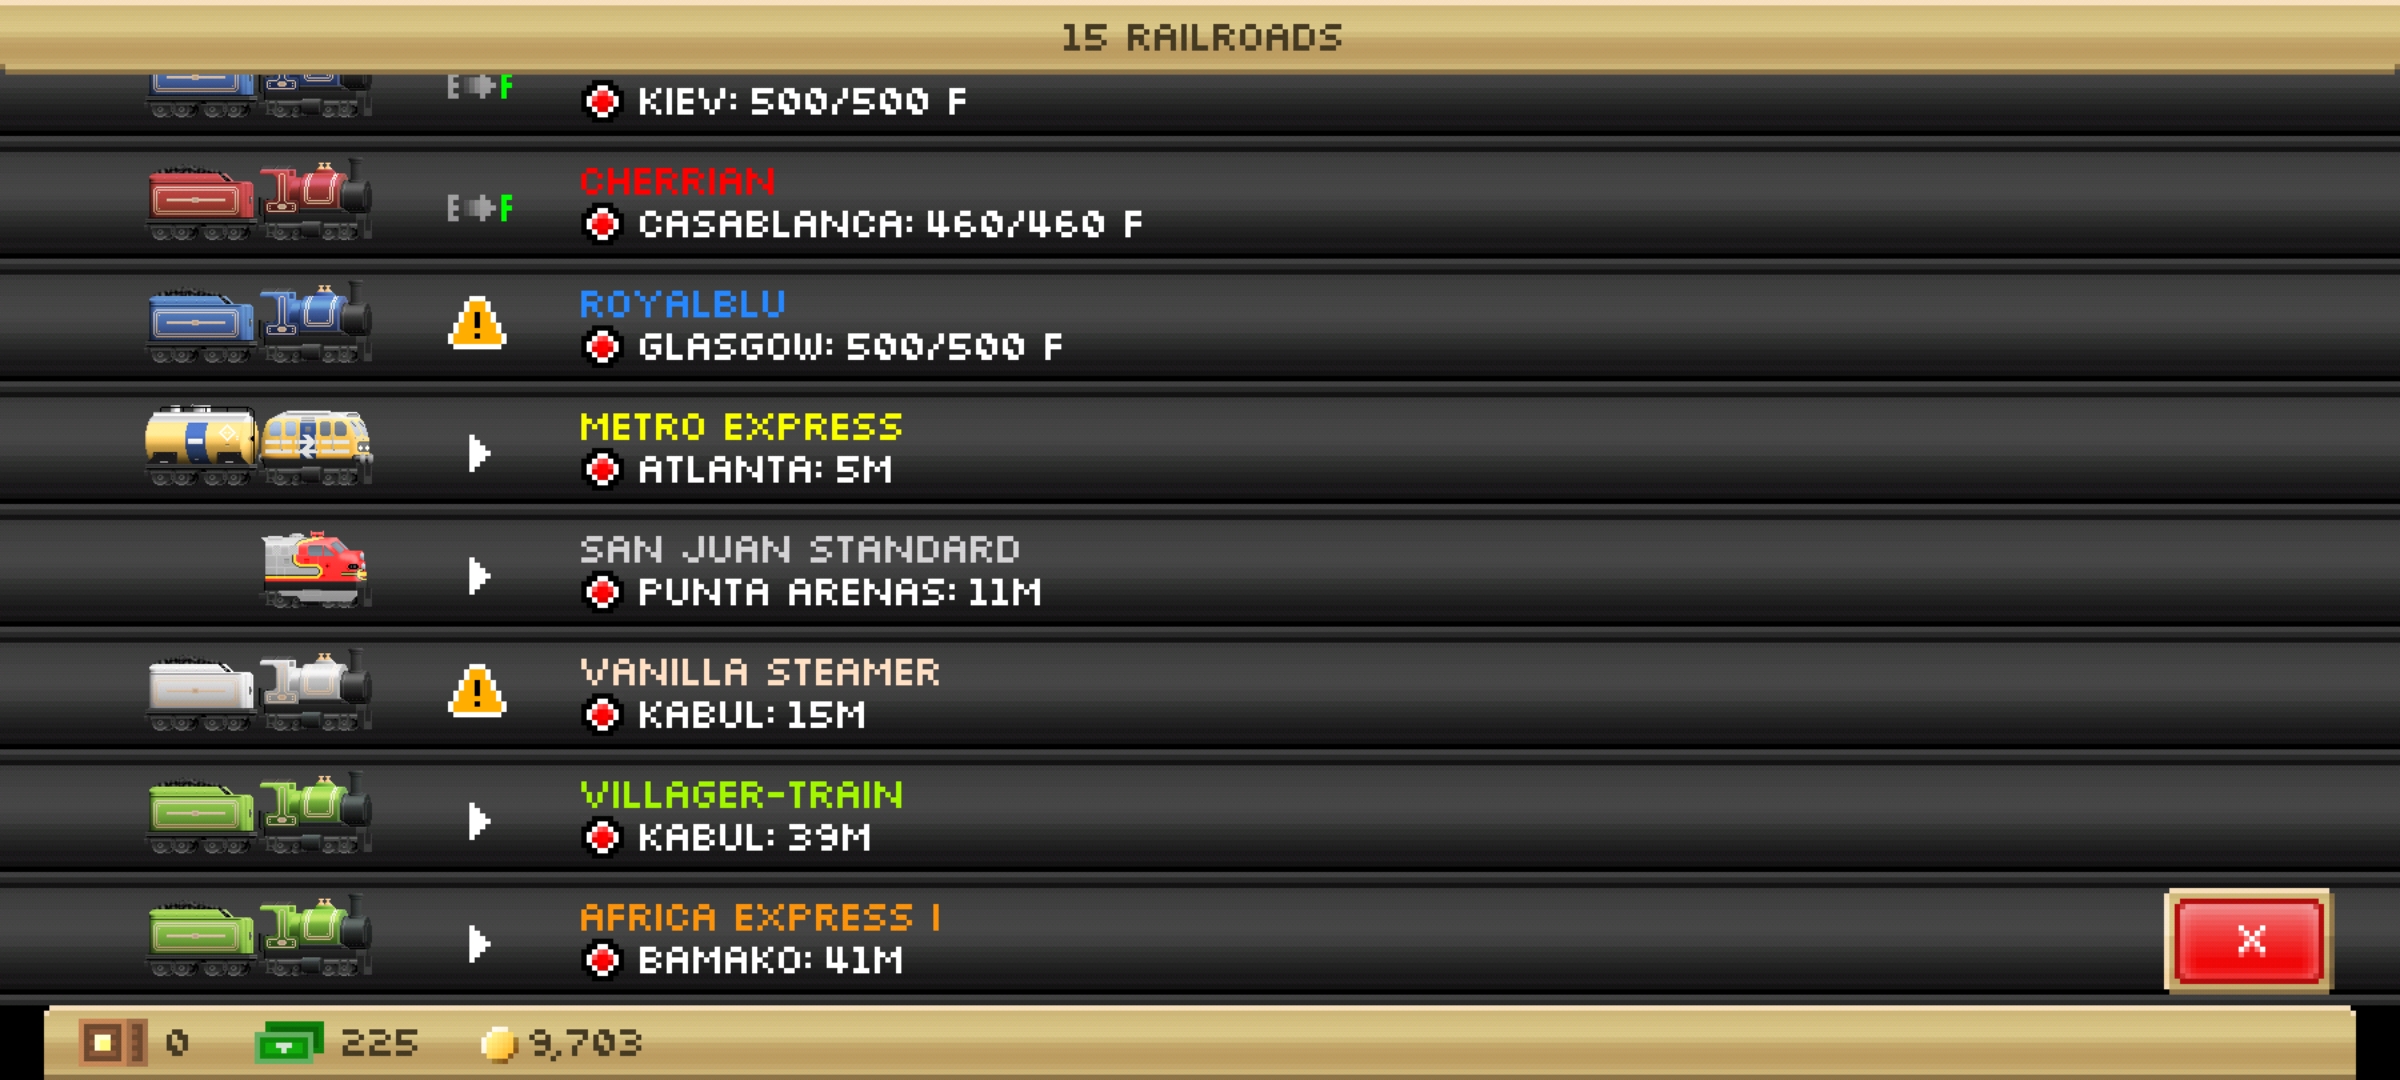 15 RAILROADS
E F
KIEV: 500/500 F
CHERRIAN
E F
CASABLANCA: 460/460 F
ROYALBLU
!
GLASGOW: 500/500 F
METRO EXPRESS
ATLANTA: 5M
SAN JUAN STANDARD
PUNTA ARENAS: 11M
VANILLA STEAMER
!
KABUL: 15M
VILLAGER-TRAIN
KABUL: 39M
AFRICA EXPRESS I
BAMAKO: 41M
X
0 225 9,703